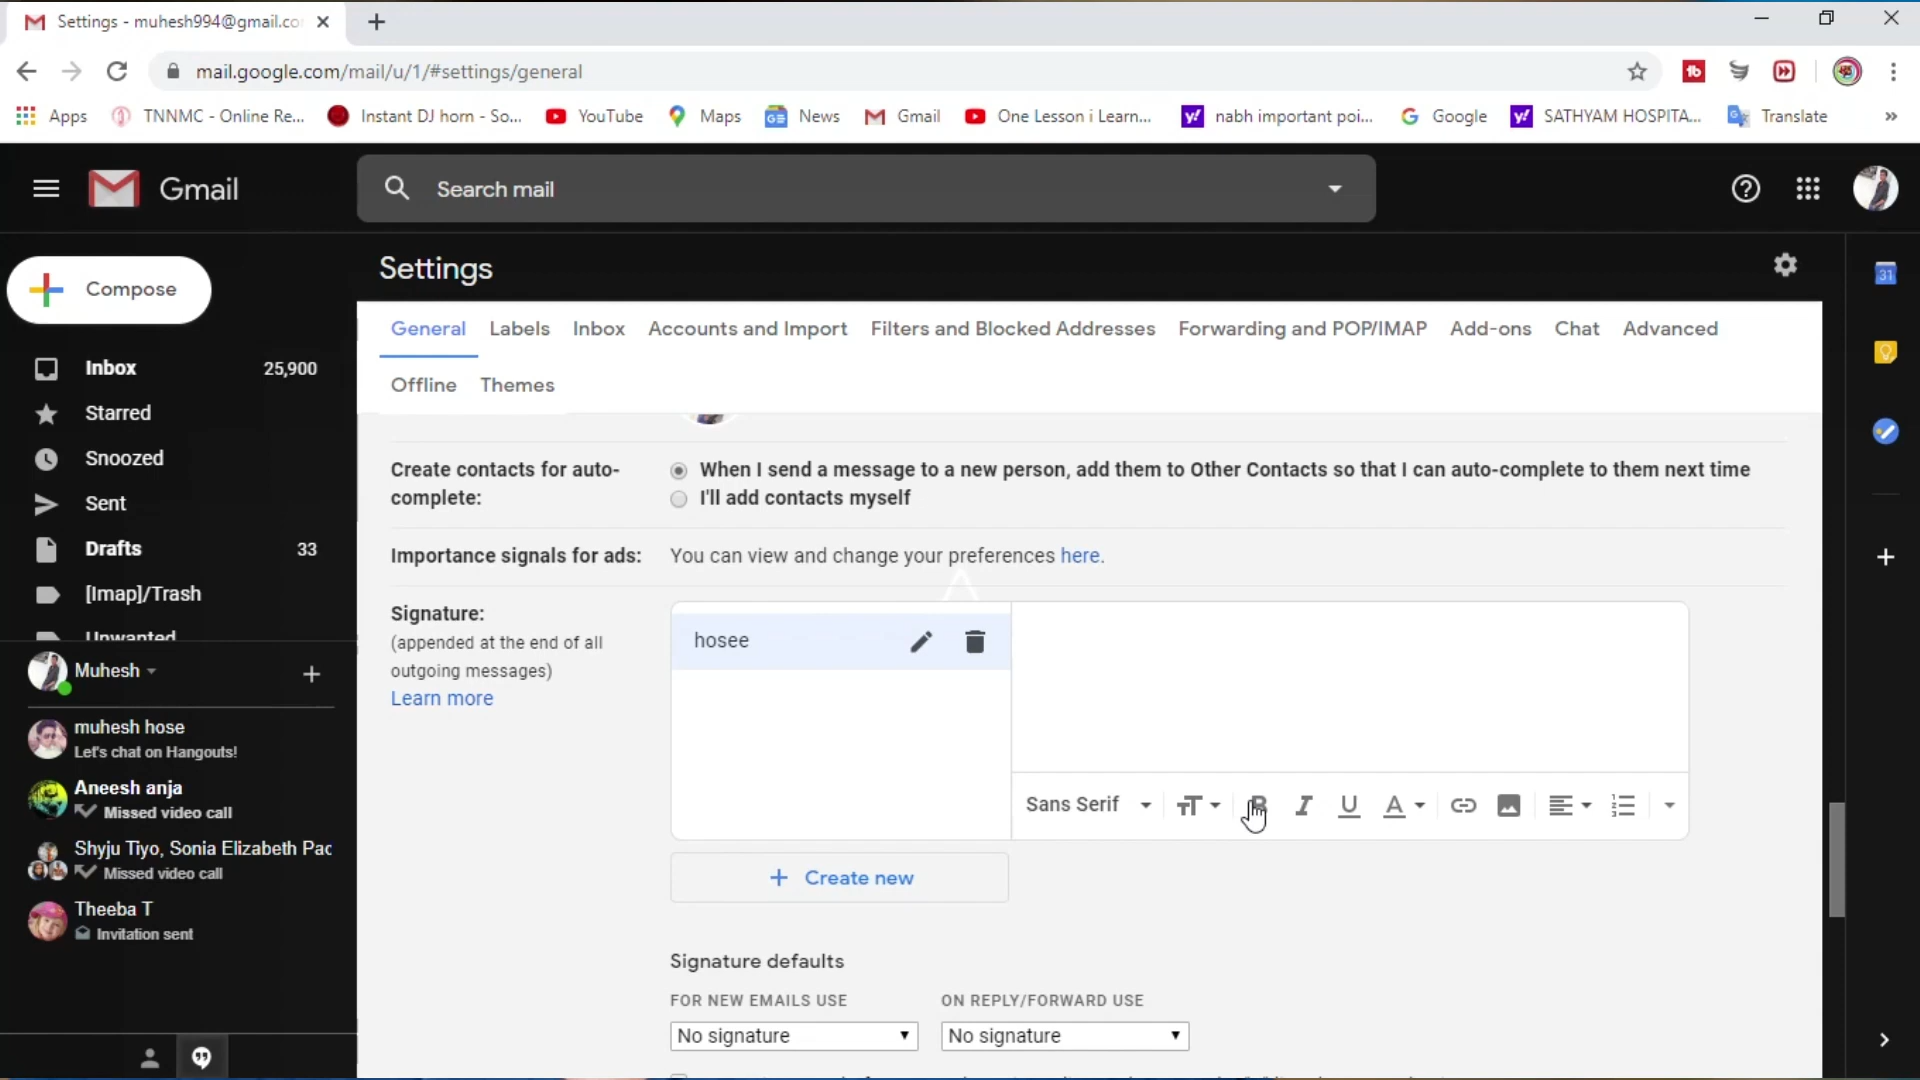 Settings - muhesh994@gmail.co
mail.google.com/mail/u/1/#settings/general
Apps
TNNMC - Online Re...
Instant DJ horn - So...
YouTube
Maps
News
Gmail
One Lesson i Learn...
nabh important poi...
Google
SATHYAM HOSPITA...
Translate
Gmail
Search mail
Compose
Settings
General Labels Inbox Accounts and Import Filters and Blocked Addresses Forwarding and POP/IMAP Add-ons Chat Advanced
Offline Themes
Inbox 25,900
Starred
Snoozed
Sent
Drafts 33
[Imap]/Trash
Unwanted
Muhesh
muhesh hose
Let's chat on Hangouts!
Aneesh anja
Missed video call
Shyju Tiyo, Sonia Elizabeth Pac
Missed video call
Theeba T
Invitation sent
Create contacts for auto-
complete:
When I send a message to a new person, add them to Other Contacts so that I can auto-complete to them next time
I'll add contacts myself
Importance signals for ads:
You can view and change your preferences here.
Signature:
(appended at the end of all
outgoing messages)
Learn more
hosee
Sans Serif
Create new
Signature defaults
FOR NEW EMAILS USE
ON REPLY/FORWARD USE
No signature
No signature
31